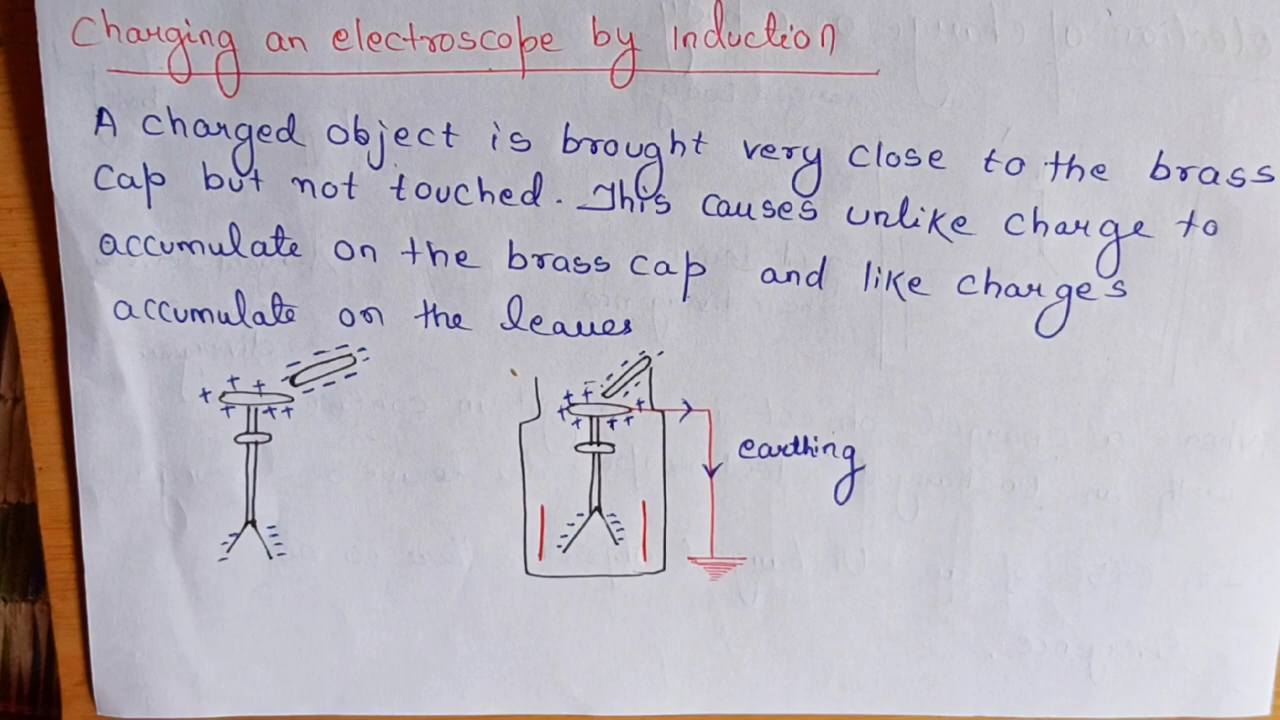 Charging an electroscope by Induction
A charged object is brought very close to the brass
cap but not touched. This causes unlike charge to
accumulate on the brass cap and like charges
accumulate on the leaves
earthing